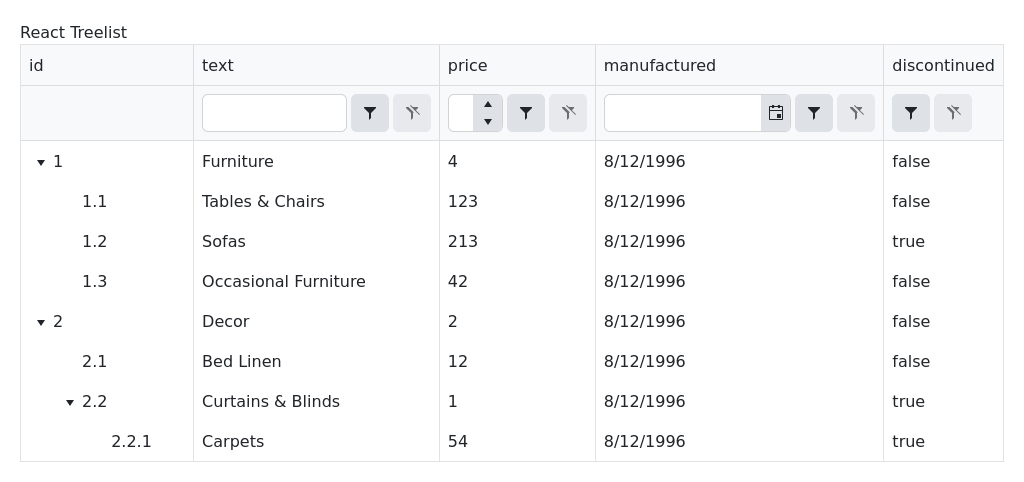 React Treelist
id text price manufactured discontinued
1 Furniture 4 8/12/1996 false
1.1 Tables & Chairs 123 8/12/1996 false
1.2 Sofas 213 8/12/1996 true
1.3 Occasional Furniture 42 8/12/1996 false
2 Decor 2 8/12/1996 false
2.1 Bed Linen 12 8/12/1996 false
2.2 Curtains & Blinds 1 8/12/1996 true
2.2.1 Carpets 54 8/12/1996 true